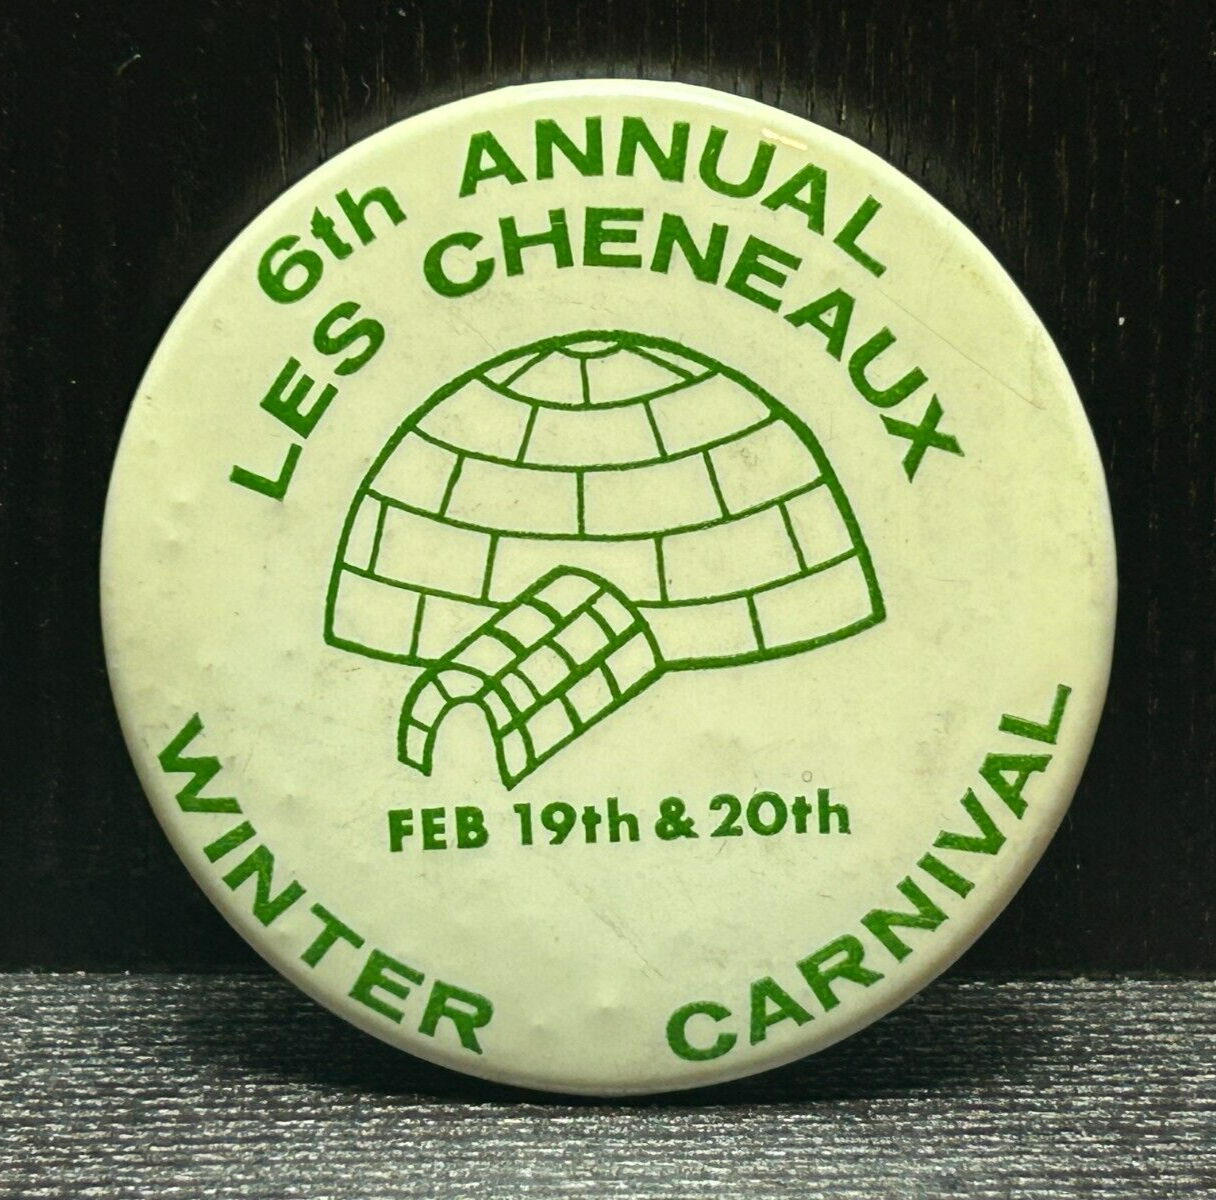 6th ANNUAL
LES CHENEAUX
FEB 19th & 20th
WINTER CARNIVAL